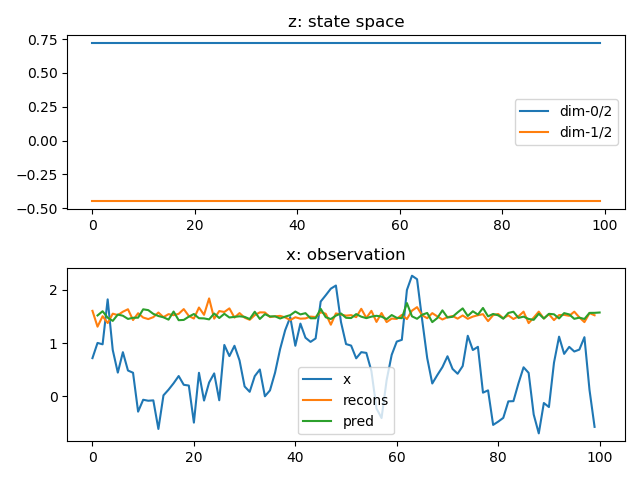 z: state space
0.75
0.50
0.25
0.00
−0.25
−0.50
dim-0/2
dim-1/2
0 20 40 60 80 100
x: observation
2
1
0
x
recons
pred
0 20 40 60 80 100